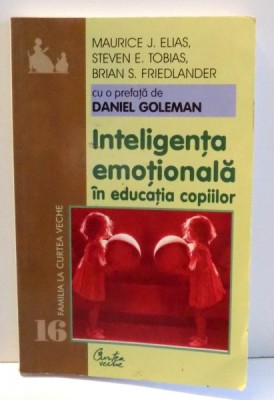 MAURICE J. ELIAS,
STEVEN E. TOBIAS,
BRIAN S. FRIEDLANDER
cu o prefață de
DANIEL GOLEMAN
Inteligența
emoțională
în educația copiilor
FAMILIA LA CURTEA VECHE
16
Curtea
veche